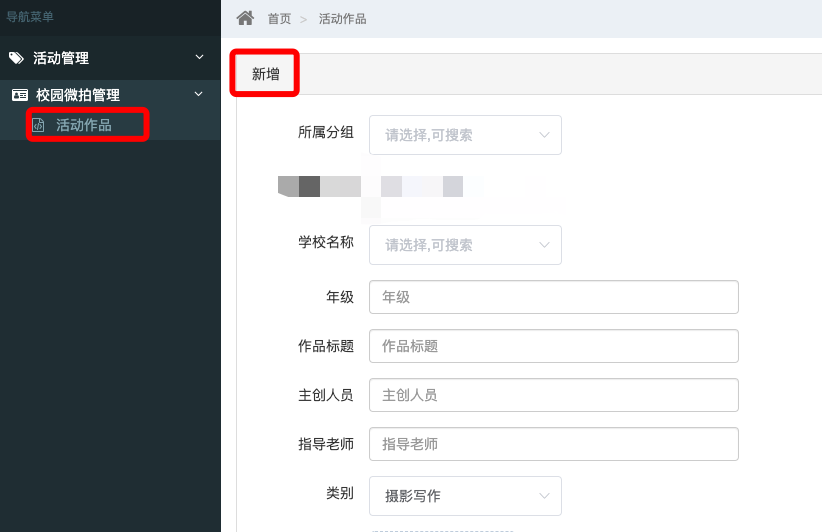 导航菜单
首页 > 活动作品
活动管理
校园微拍管理
活动作品
新增
所属分组 请选择,可搜索
学校名称 请选择,可搜索
年级 年级
作品标题 作品标题
主创人员 主创人员
指导老师 指导老师
类别 摄影写作